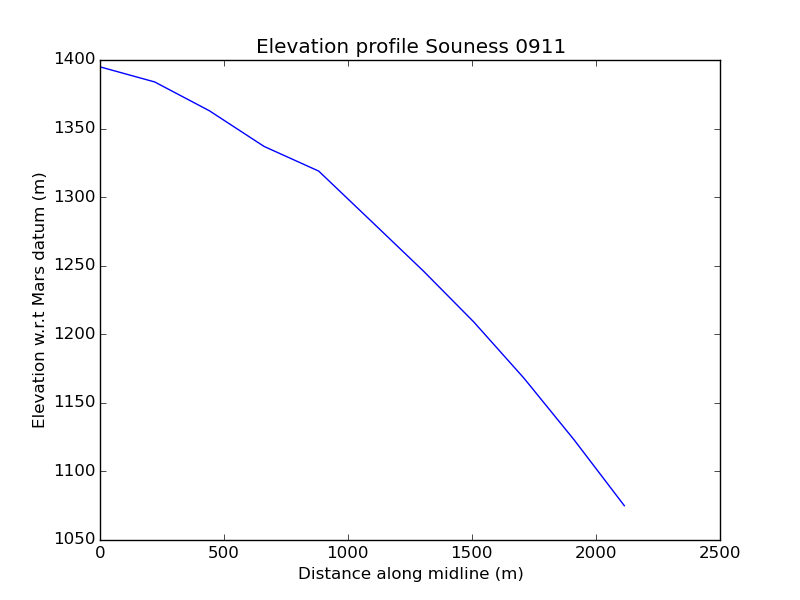 Elevation profile Souness 0911
Elevation w.r.t Mars datum (m)
1400
1350
1300
1250
1200
1150
1100
1050
0 500 1000 1500 2000 2500
Distance along midline (m)